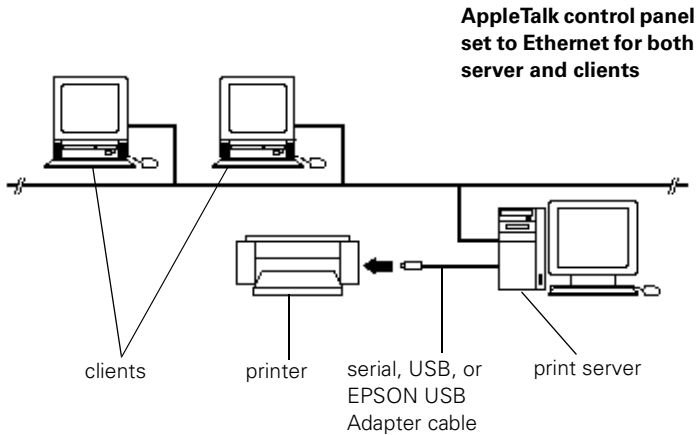 AppleTalk control panel
set to Ethernet for both
server and clients
clients
printer
serial, USB, or
EPSON USB
Adapter cable
print server